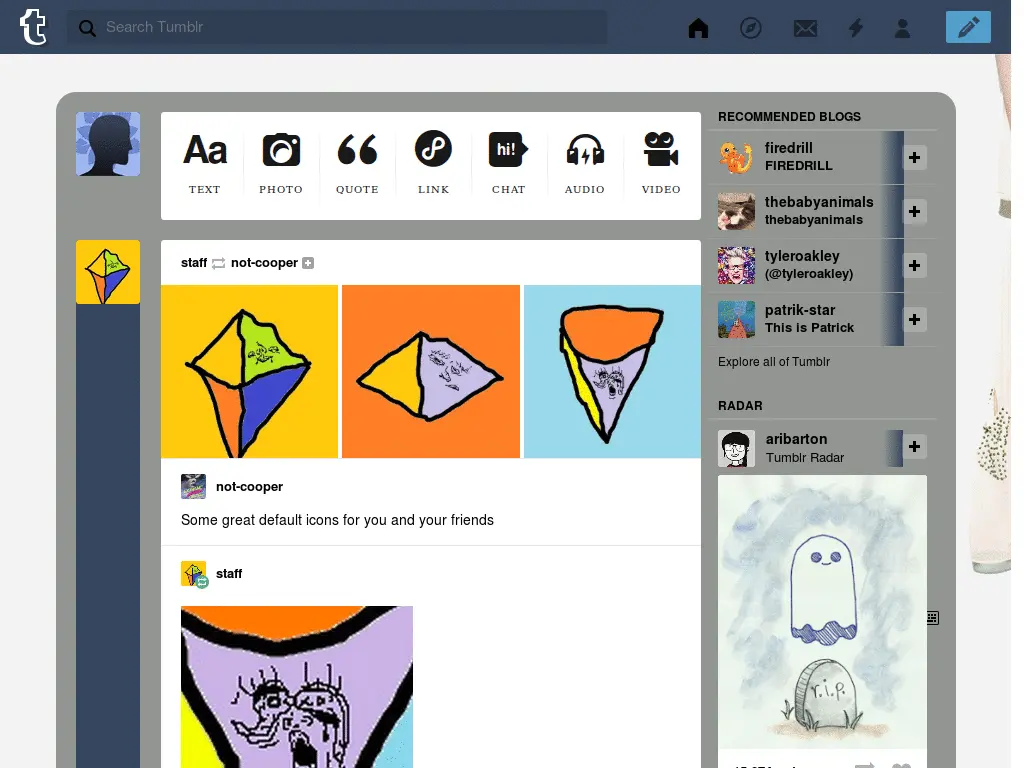 Search Tumblr
Aa
hi!
TEXT
PHOTO
QUOTE
LINK
CHAT
AUDIO
VIDEO
staff not-cooper
not-cooper
Some great default icons for you and your friends
staff
RECOMMENDED BLOGS
firedrill
FIREDRILL
thebabyanimals
thebabyanimals
tyleroakley
(@tyleroakley)
patrik-star
This is Patrick
Explore all of Tumblr
RADAR
aribarton
Tumblr Radar
r.i.p.